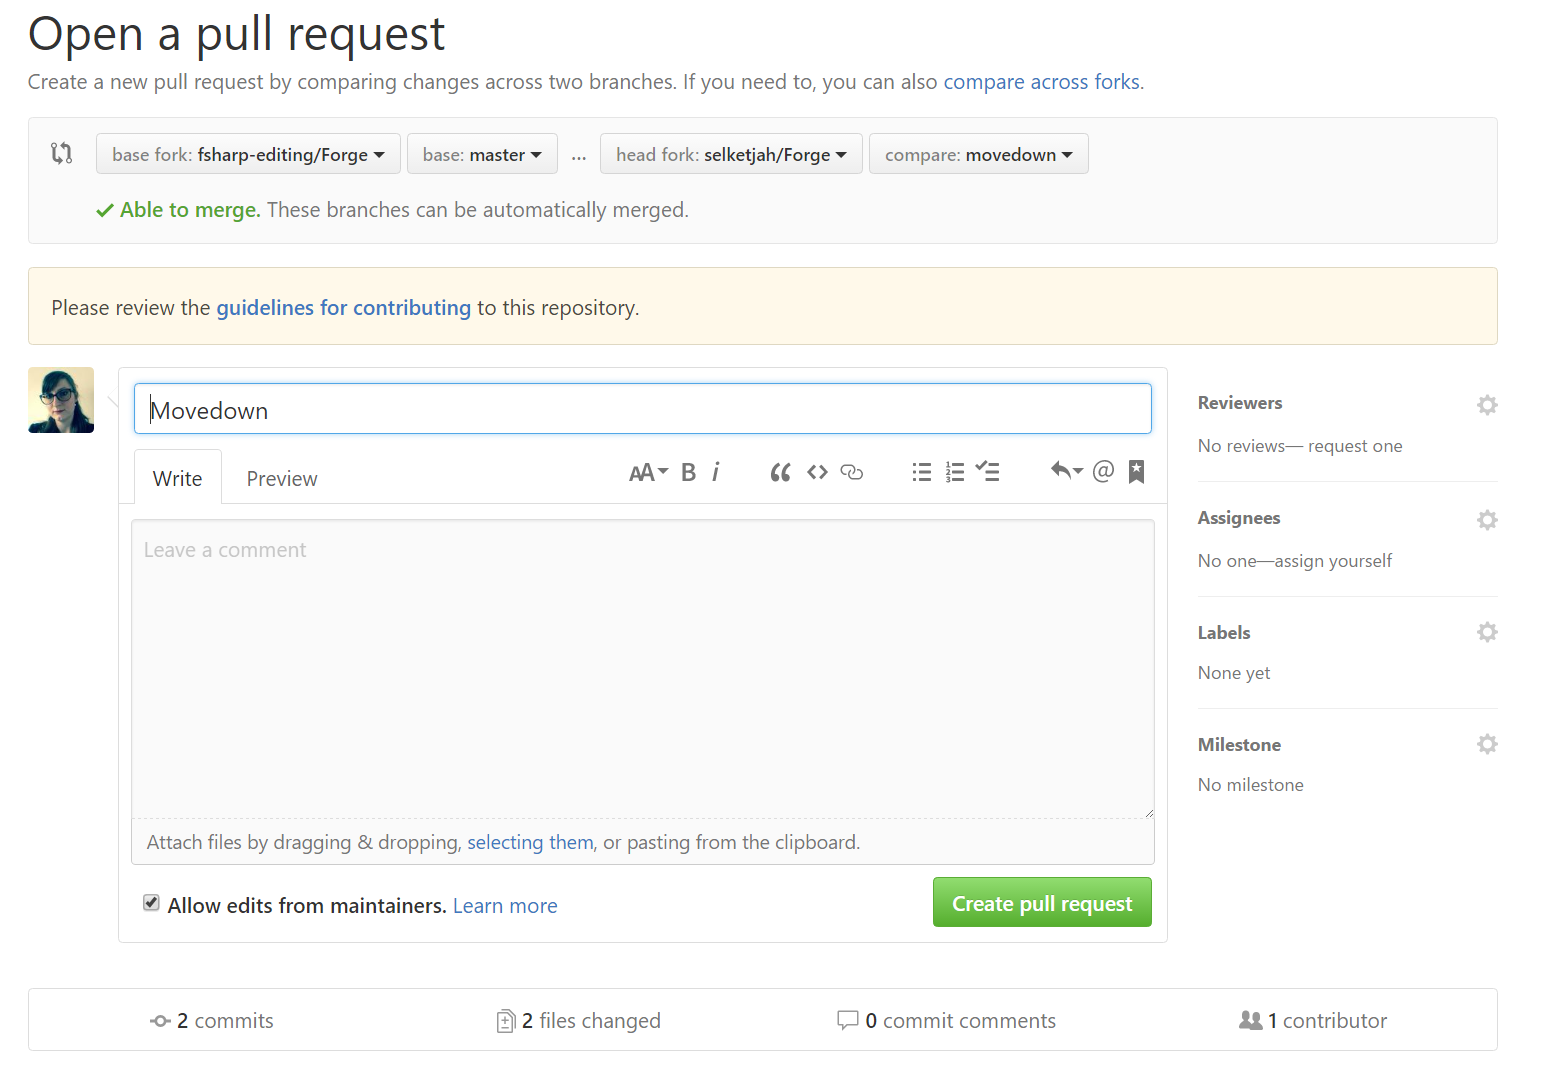 Open a pull request
Create a new pull request by comparing changes across two branches. If you need to, you can also compare across forks.
base fork: fsharp-editing/Forge base: master ... head fork: selketjah/Forge compare: movedown
Able to merge. These branches can be automatically merged.
Please review the guidelines for contributing to this repository.
Movedown
Write Preview AA B i “ <> @
Leave a comment
Attach files by dragging & dropping, selecting them, or pasting from the clipboard.
Allow edits from maintainers. Learn more Create pull request
Reviewers
No reviews— request one
Assignees
No one—assign yourself
Labels
None yet
Milestone
No milestone
2 commits 2 files changed 0 commit comments 1 contributor